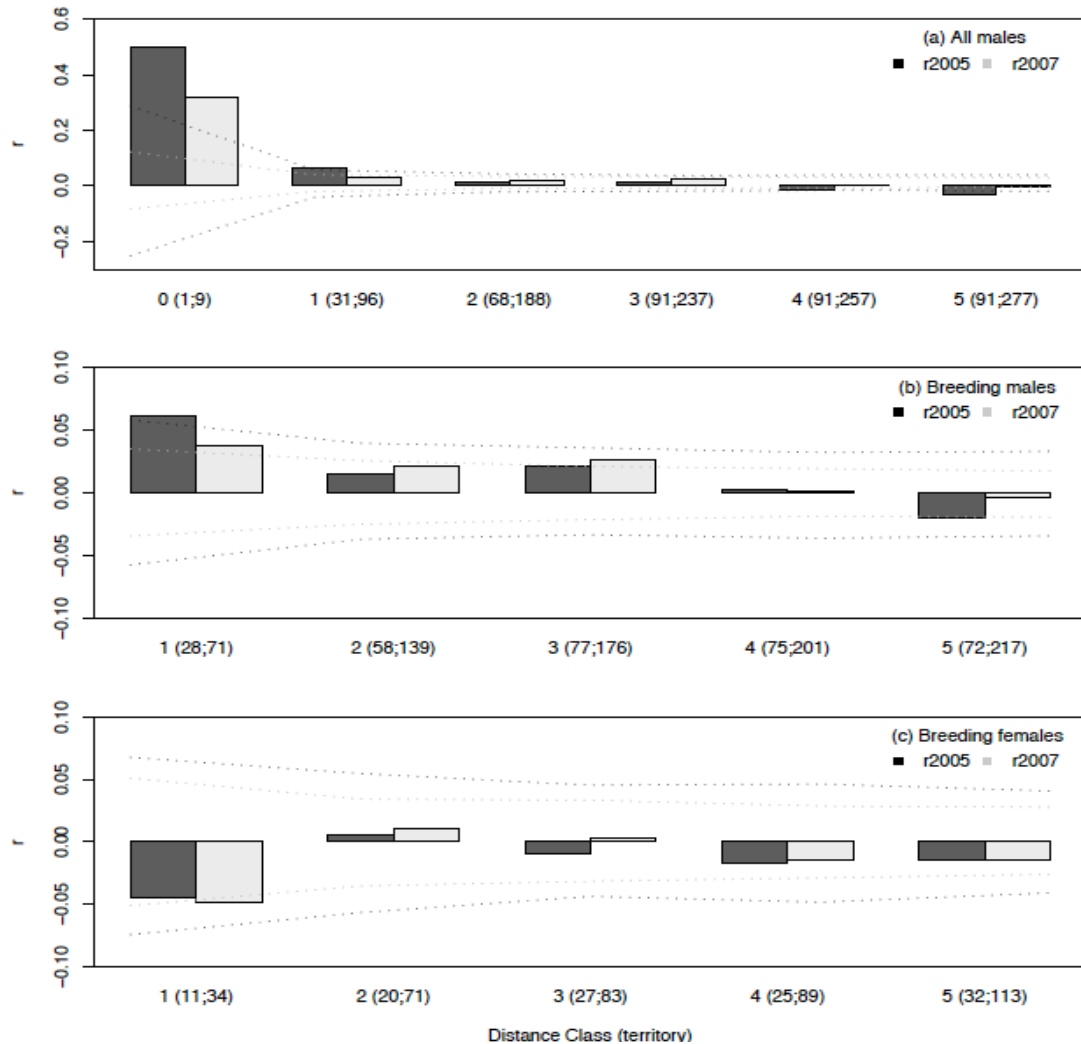 (a) All males
r2005 r2007
0.6
0.4
0.2
0.0
−0.2
r
0 (1;9) 1 (31;96) 2 (68;188) 3 (91;237) 4 (91;257) 5 (91;277)
(b) Breeding males
r2005 r2007
0.10
0.05
0.00
−0.05
−0.10
r
1 (28;71) 2 (58;139) 3 (77;176) 4 (75;201) 5 (72;217)
(c) Breeding females
r2005 r2007
0.10
0.05
0.00
−0.05
−0.10
r
1 (11;34) 2 (20;71) 3 (27;83) 4 (25;89) 5 (32;113)
Distance Class (territory)